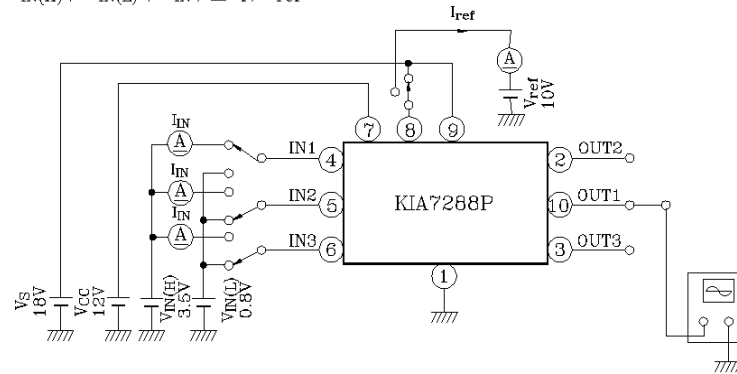 Iref
A
Vref
10V
7
8
9
IIN
A
IN1
4
2
OUT2
IIN
A
IN2
5
KIA7288P
10
OUT1
IIN
A
IN3
6
3
OUT3
1
VS
18V
VCC
12V
VIN(H)
3.5V
VIN(L)
0.8V